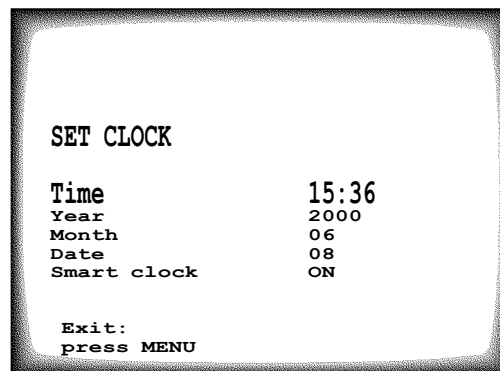 SET CLOCK
Time 15:36
Year 2000
Month 06
Date 08
Smart clock ON
Exit:
press MENU